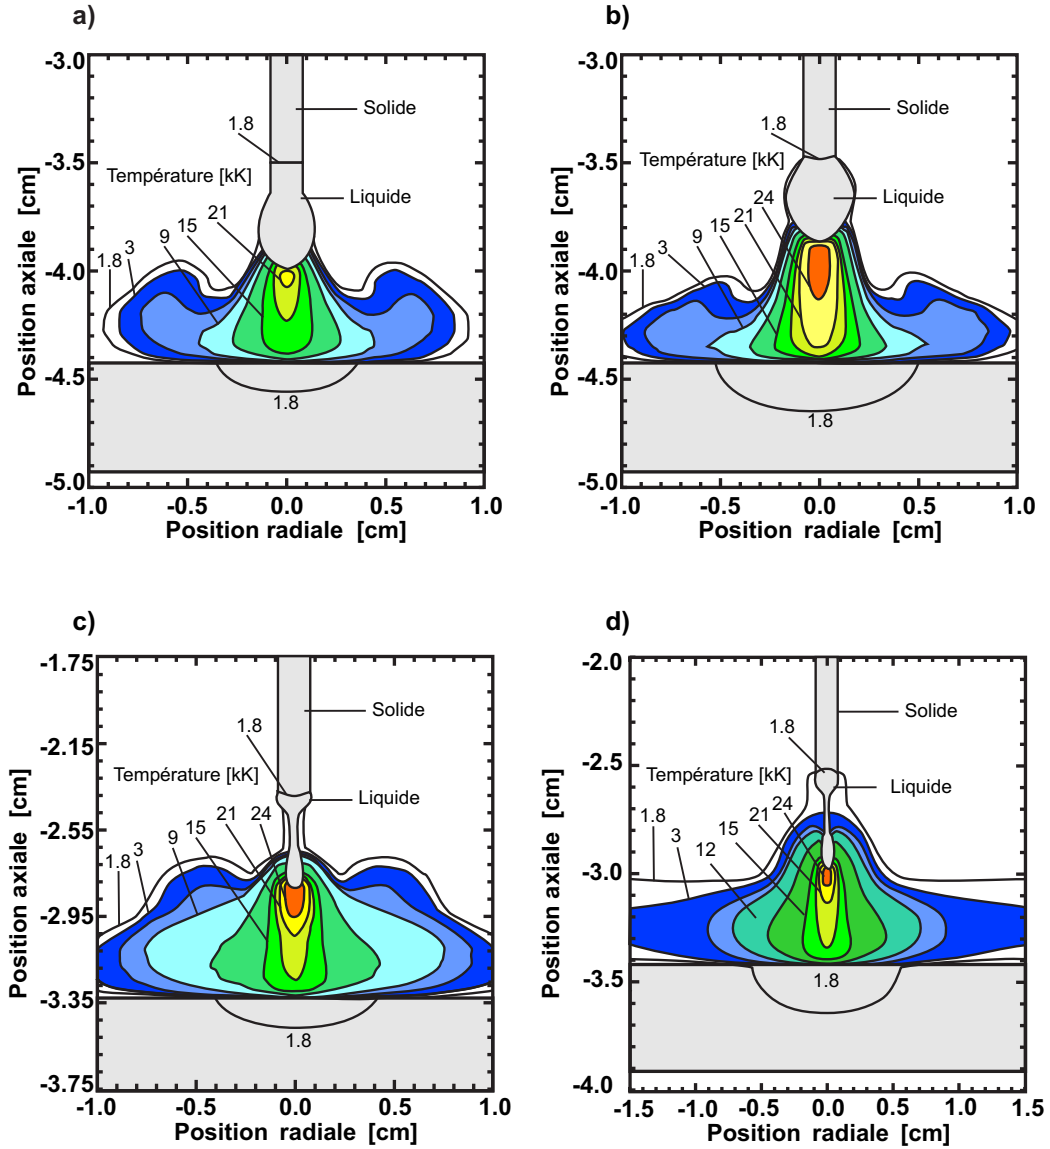 a)
-3.0
-3.5
-4.0
-4.5
-5.0
Position axiale [cm]
Solide
1.8
Température [kK]
Liquide
21
15
9
3
1.8
1.8
-1.0 -0.5 0.0 0.5 1.0
Position radiale [cm]
b)
-3.0
-3.5
-4.0
-4.5
-5.0
Position axiale [cm]
Solide
1.8
Température [kK]
Liquide
24
21
15
9
3
1.8
1.8
-1.0 -0.5 0.0 0.5 1.0
Position radiale [cm]
c)
-1.75
-2.15
-2.55
-2.95
-3.35
-3.75
Position axiale [cm]
Solide
1.8
Température [kK]
Liquide
24
21
15
9
3
1.8
1.8
-1.0 -0.5 0.0 0.5 1.0
Position radiale [cm]
d)
-2.0
-2.5
-3.0
-3.5
-4.0
Position axiale [cm]
Solide
1.8
Température [kK]
Liquide
24
21
15
12
3
1.8
1.8
-1.5 -1.0 -0.5 0.0 0.5 1.0 1.5
Position radiale [cm]